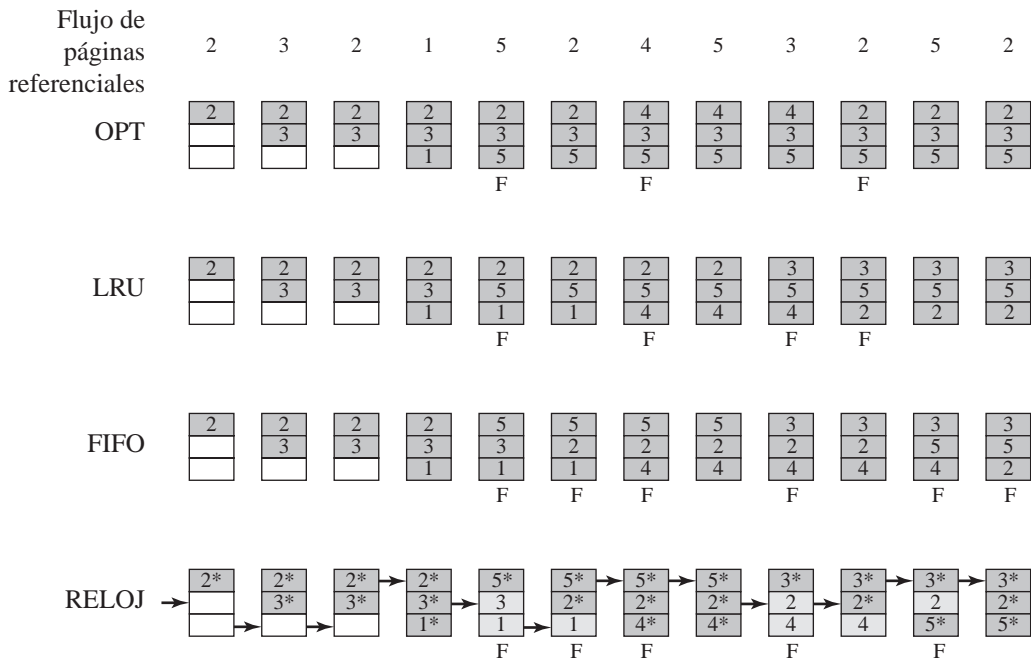 Flujo de
páginas
referenciales
2 3 2 1 5 2 4 5 3 2 5 2
OPT
2 2 2 2 2 2 4 4 4 2 2 2
3 3 3 3 3 3 3 3 3 3 3
1 5 5 5 5 5 5 5 5
F F F
LRU
2 2 2 2 2 2 2 2 3 3 3 3
3 3 3 5 5 5 5 5 5 5 5
1 1 1 4 4 4 2 2 2
F F F F
FIFO
2 2 2 2 5 5 5 5 3 3 3 3
3 3 3 3 2 2 2 2 2 5 5
1 1 1 4 4 4 4 4 2
F F F F F F
RELOJ
2* 2* 2* 2* 5* 5* 5* 5* 3* 3* 3* 3*
3* 3* 3* 3 2* 2* 2* 2 2* 2 2*
1* 1 1 4* 4* 4 4 5* 5*
F F F F F